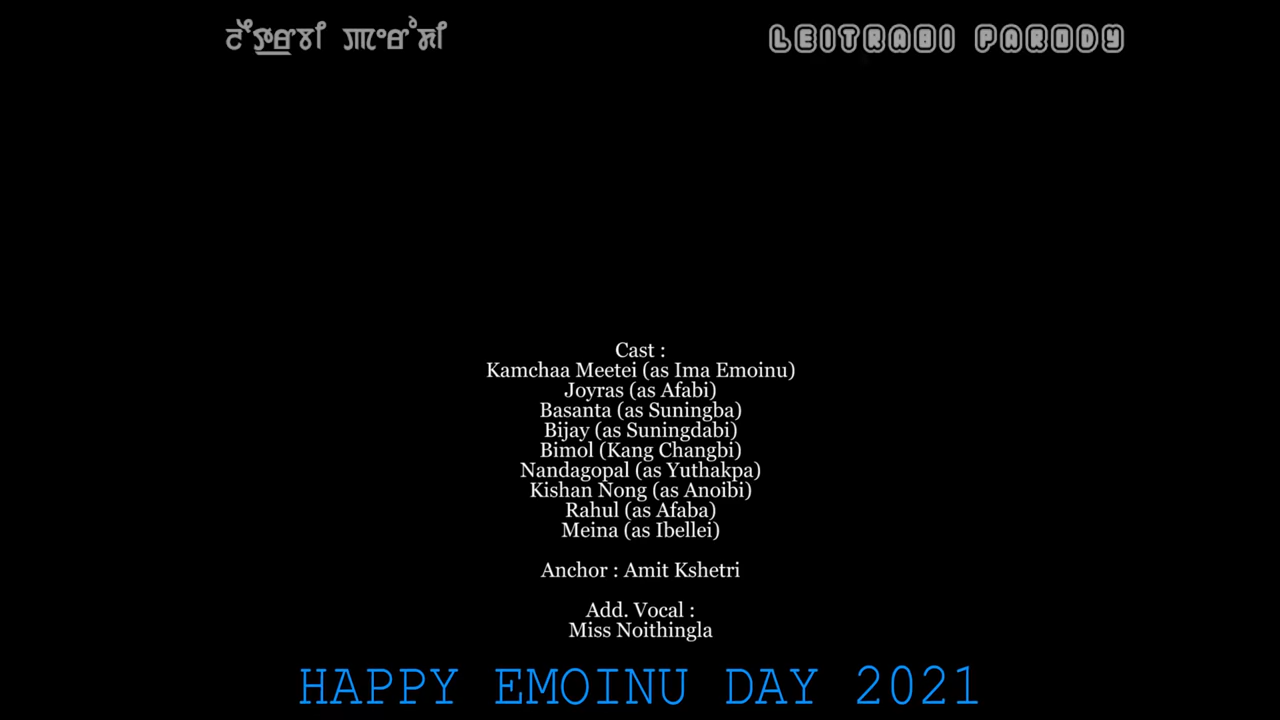 ꯂꯩꯇ꯭ꯔꯕꯤ ꯄꯥꯔꯣꯗꯤ
LEITRABI PARODY
Cast :
Kamchaa Meetei (as Ima Emoinu)
Joyras (as Afabi)
Basanta (as Suningba)
Bijay (as Suningdabi)
Bimol (Kang Changbi)
Nandagopal (as Yuthakpa)
Kishan Nong (as Anoibi)
Rahul (as Afaba)
Meina (as Ibellei)
Anchor : Amit Kshetri
Add. Vocal :
Miss Noithingla
HAPPY EMOINU DAY 2021